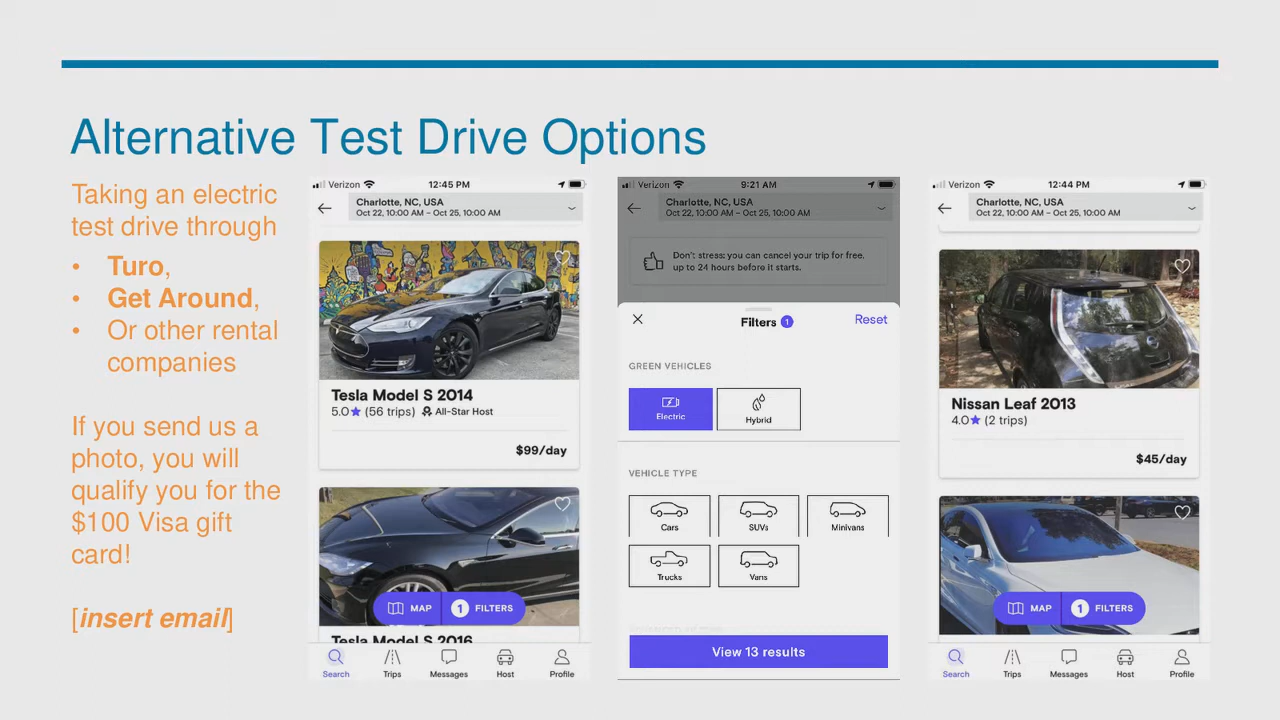 Alternative Test Drive Options
Taking an electric
test drive through
• Turo,
• Get Around,
• Or other rental
companies
If you send us a
photo, you will
qualify you for the
$100 Visa gift
card!
[insert email]
Verizon 12:45 PM
Charlotte, NC, USA
Oct 22, 10:00 AM – Oct 25, 10:00 AM
Tesla Model S 2014
5.0★ (56 trips) All-Star Host
$99/day
MAP 1 FILTERS
Tesla Model S 2016
Search Trips Messages Host Profile
Verizon 9:21 AM
Charlotte, NC, USA
Oct 22, 10:00 AM – Oct 25, 10:00 AM
Don't stress: you can cancel your trip for free,
up to 24 hours before it starts.
Filters 1 Reset
GREEN VEHICLES
Electric Hybrid
VEHICLE TYPE
Cars SUVs Minivans
Trucks Vans
View 13 results
Verizon 12:44 PM
Charlotte, NC, USA
Oct 22, 10:00 AM – Oct 25, 10:00 AM
Nissan Leaf 2013
4.0★ (2 trips)
$45/day
MAP 1 FILTERS
Search Trips Messages Host Profile